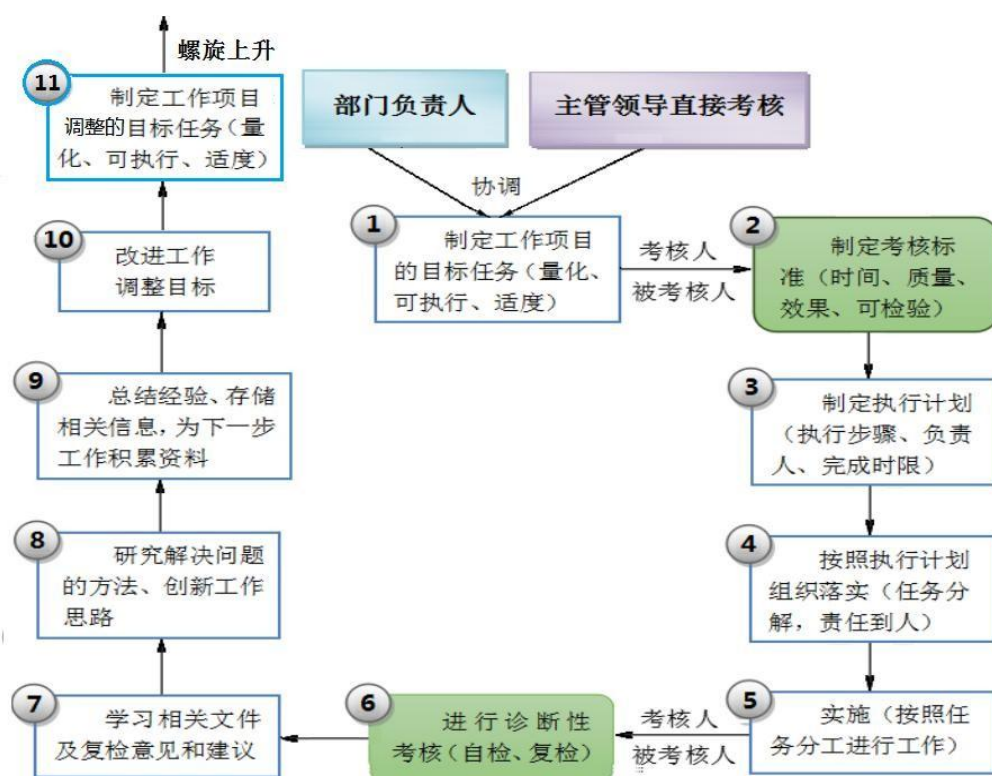 螺旋上升
11
制定工作项目
调整的目标任务（量
化、可执行、适度）
部门负责人
主管领导直接考核
协调
1
制定工作项目
的目标任务（量化、
可执行、适度）
考核人
被考核人
2
制定考核标
准（时间、质量、
效果、可检验）
3
制定执行计划
（执行步骤、负责
人、完成时限）
4
按照执行计划
组织落实（任务分
解，责任到人）
5
实施（按照任
务分工进行工作）
考核人
被考核人
6
进行诊断性
考核（自检、复检）
7
学习相关文件
及复检意见和建议
8
研究解决问题
的方法、创新工作
思路
9
总结经验、存储
相关信息，为下一步
工作积累资料
10
改进工作
调整目标